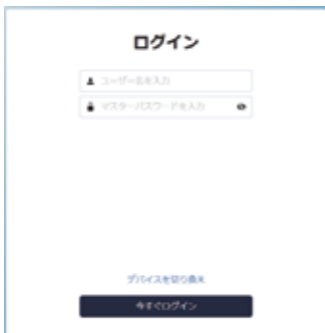 ログイン
ユーザー名を入力
マスターパスワードを入力
デバイスを切り換え
今すぐログイン